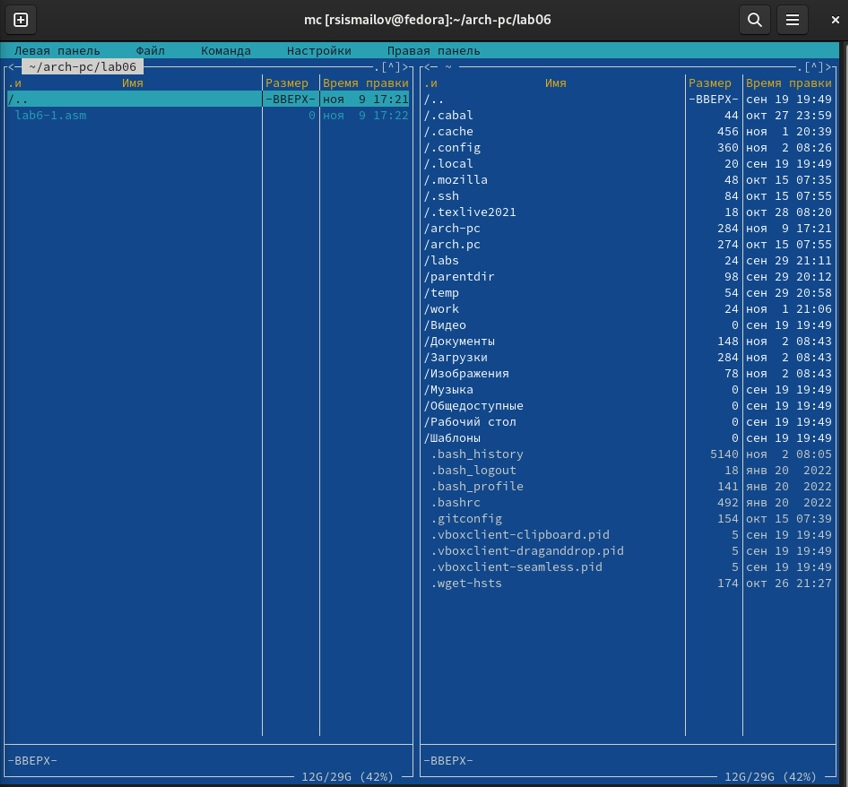 mc [rsismailov@fedora]:~/arch-pc/lab06
Левая панель Файл Команда Настройки Правая панель
<─ ~/arch-pc/lab06 .[^]>
.и Имя Размер Время правки
/.. -ВВЕРХ- ноя 9 17:21
lab6-1.asm 0 ноя 9 17:22
-ВВЕРХ-
12G/29G (42%)
<─ ~ .[^]>
.и Имя Размер Время правки
/.. -ВВЕРХ- сен 19 19:49
/.cabal 44 окт 27 23:59
/.cache 456 ноя 1 20:39
/.config 360 ноя 2 08:26
/.local 20 сен 19 19:49
/.mozilla 48 окт 15 07:35
/.ssh 84 окт 15 07:55
/.texlive2021 18 окт 28 08:20
/arch-pc 284 ноя 9 17:21
/arch.pc 274 окт 15 07:55
/labs 24 сен 29 21:11
/parentdir 98 сен 29 20:12
/temp 54 сен 29 20:58
/work 24 ноя 1 21:06
/Видео 0 сен 19 19:49
/Документы 148 ноя 2 08:43
/Загрузки 284 ноя 2 08:43
/Изображения 78 ноя 2 08:43
/Музыка 0 сен 19 19:49
/Общедоступные 0 сен 19 19:49
/Рабочий стол 0 сен 19 19:49
/Шаблоны 0 сен 19 19:49
.bash_history 5140 ноя 2 08:05
.bash_logout 18 янв 20 2022
.bash_profile 141 янв 20 2022
.bashrc 492 янв 20 2022
.gitconfig 154 окт 15 07:39
.vboxclient-clipboard.pid 5 сен 19 19:49
.vboxclient-draganddrop.pid 5 сен 19 19:49
.vboxclient-seamless.pid 5 сен 19 19:49
.wget-hsts 174 окт 26 21:27
-ВВЕРХ-
12G/29G (42%)